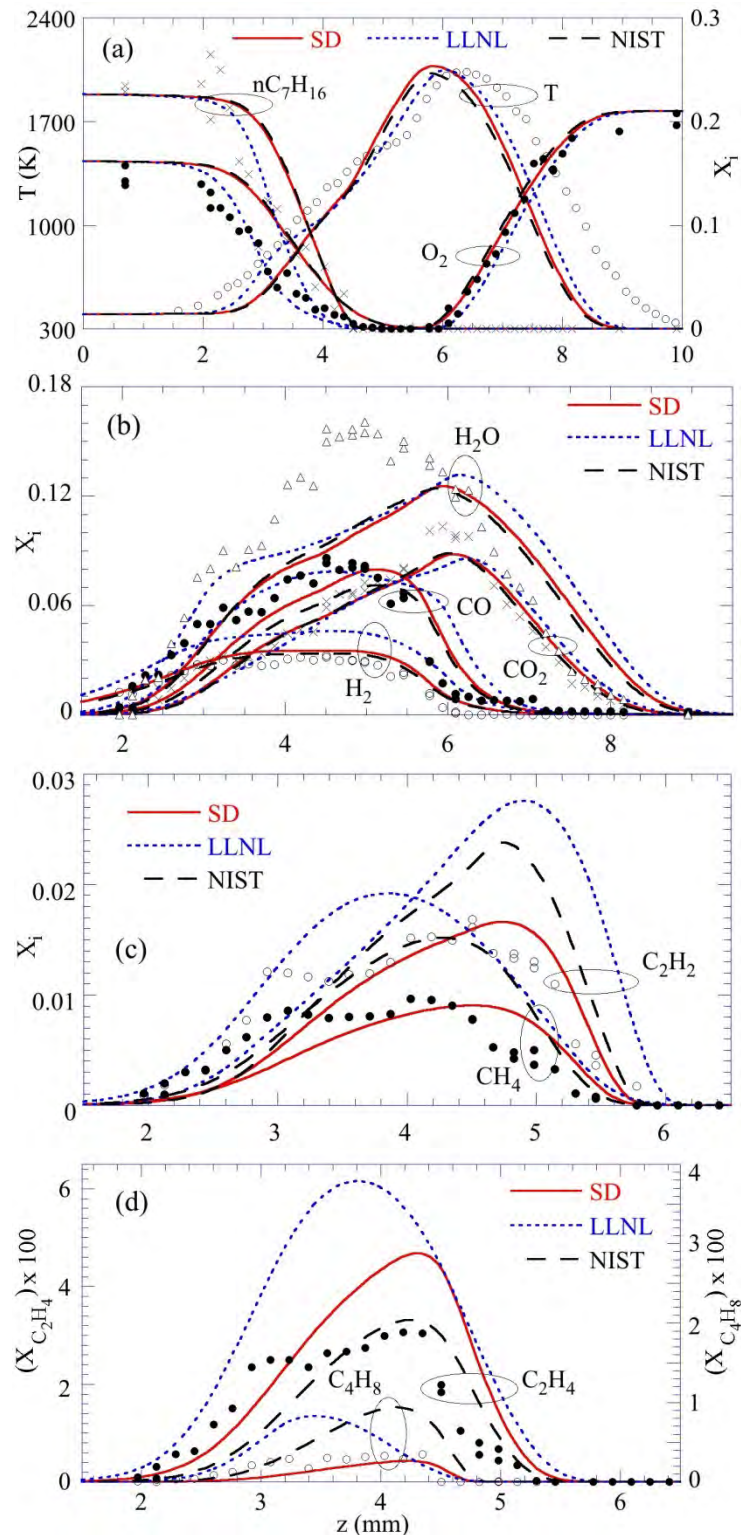 2400
(a)
SD
LLNL
NIST
0.3
nC7H16
T
1700
0.2
T (K)
Xi
1000
0.1
O2
300
0
0 2 4 6 8 10
0.18
(b)
SD
LLNL
NIST
H2O
0.12
Xi
0.06
CO
CO2
H2
0
2 4 6 8
0.03
SD
LLNL
NIST
0.02
Xi
(c)
C2H2
0.01
CH4
0
2 3 4 5 6
6
(d)
SD
LLNL
NIST
4
3
4
(XC2H4) x 100
(XC4H8) x 100
2
C4H8
C2H4
2
1
0
0
2 3 4 5 6
z (mm)